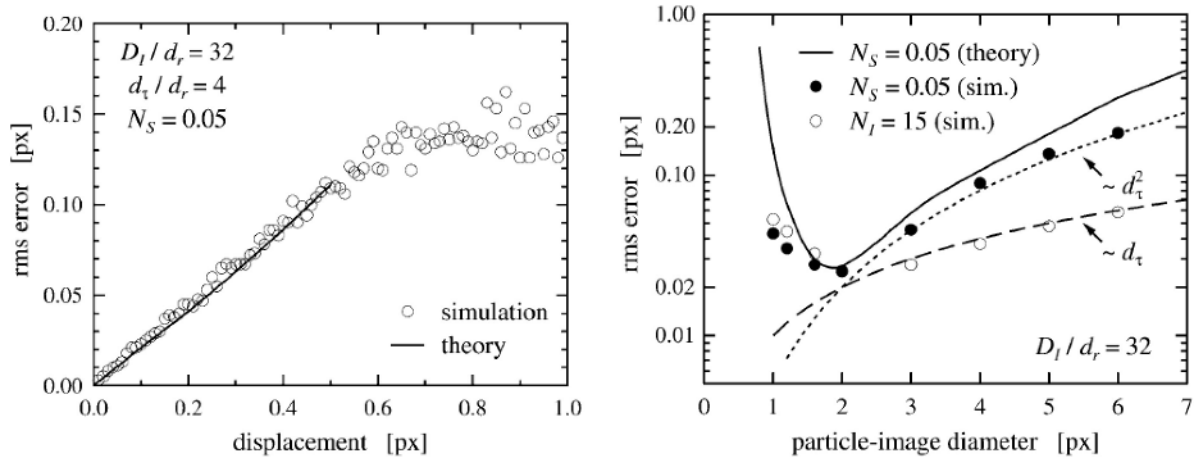 0.20
0.15
0.10
0.05
0.00
rms error [px]
D_I / d_r = 32
d_τ / d_r = 4
N_S = 0.05
simulation
theory
0.0 0.2 0.4 0.6 0.8 1.0
displacement [px]
1.00
0.20
0.10
0.02
0.01
rms error [px]
N_S = 0.05 (theory)
N_S = 0.05 (sim.)
N_I = 15 (sim.)
~ d_τ^2
~ d_τ
D_I / d_r = 32
0 1 2 3 4 5 6 7
particle-image diameter [px]